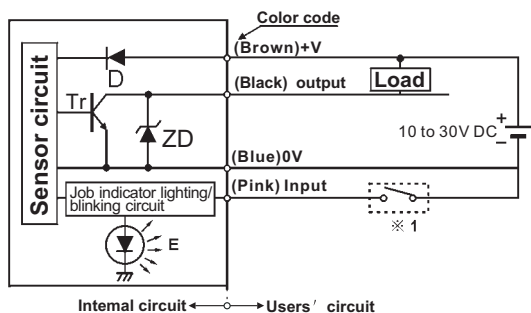 Color code
(Brown)+V
D
(Black) output
Load
Sensor circuit
Tr
ZD
+
10 to 30V DC
−
(Blue)0V
(Pink) Input
Job indicator lighting/
blinking circuit
※ 1
E
Internal circuit
Users' circuit